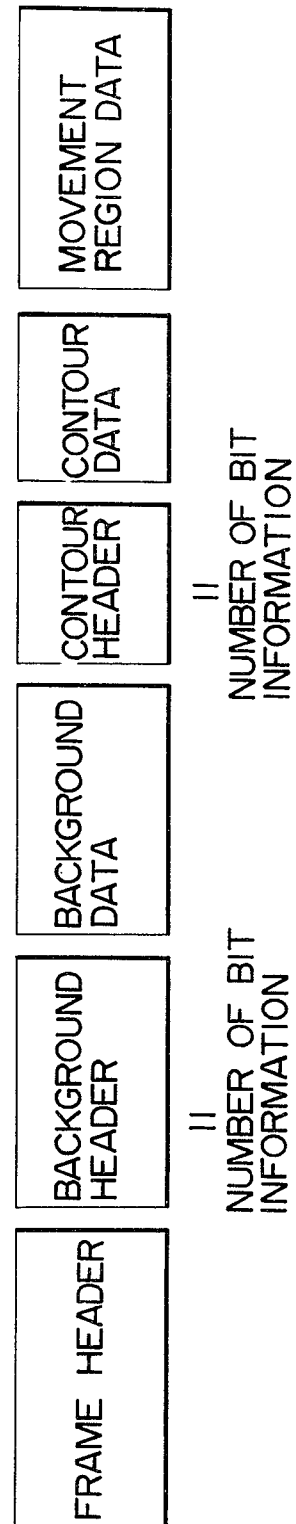 FRAME HEADER
BACKGROUND
HEADER
BACKGROUND
DATA
CONTOUR
HEADER
CONTOUR
DATA
MOVEMENT
REGION DATA
=
NUMBER OF BIT
INFORMATION
=
NUMBER OF BIT
INFORMATION